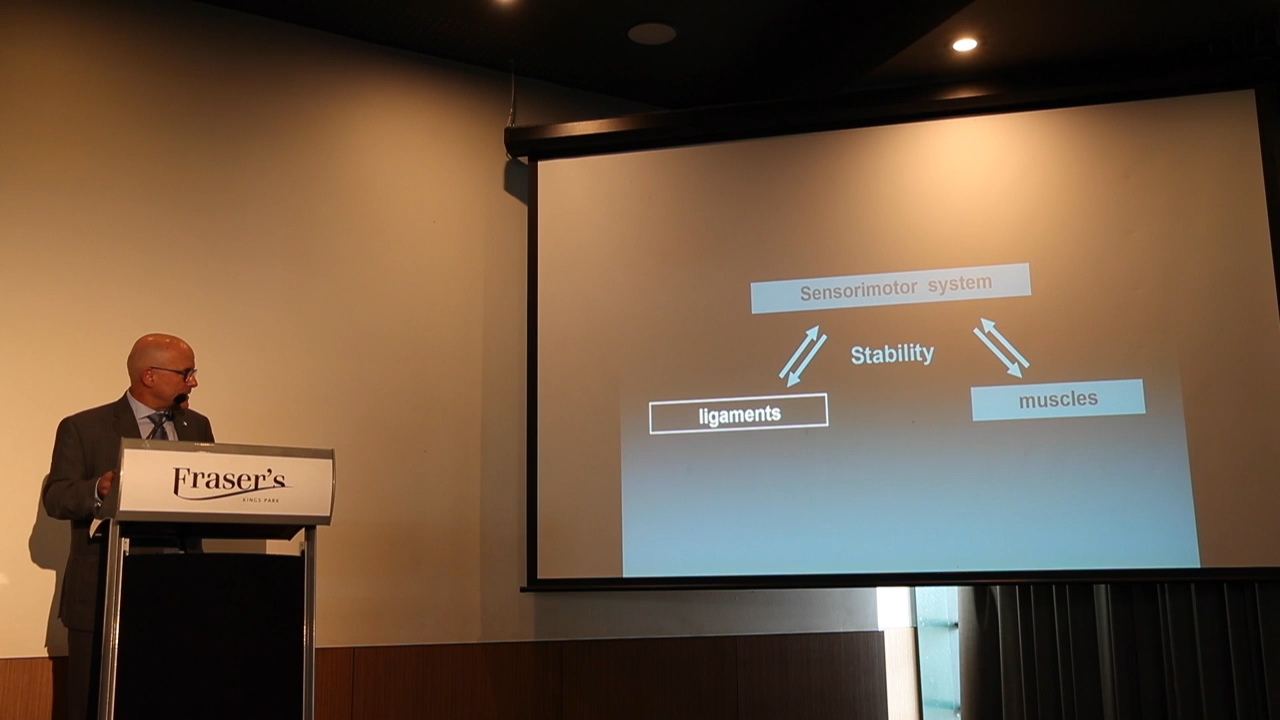 Sensorimotor system
Stability
ligaments
muscles
Fraser's
KINGS PARK